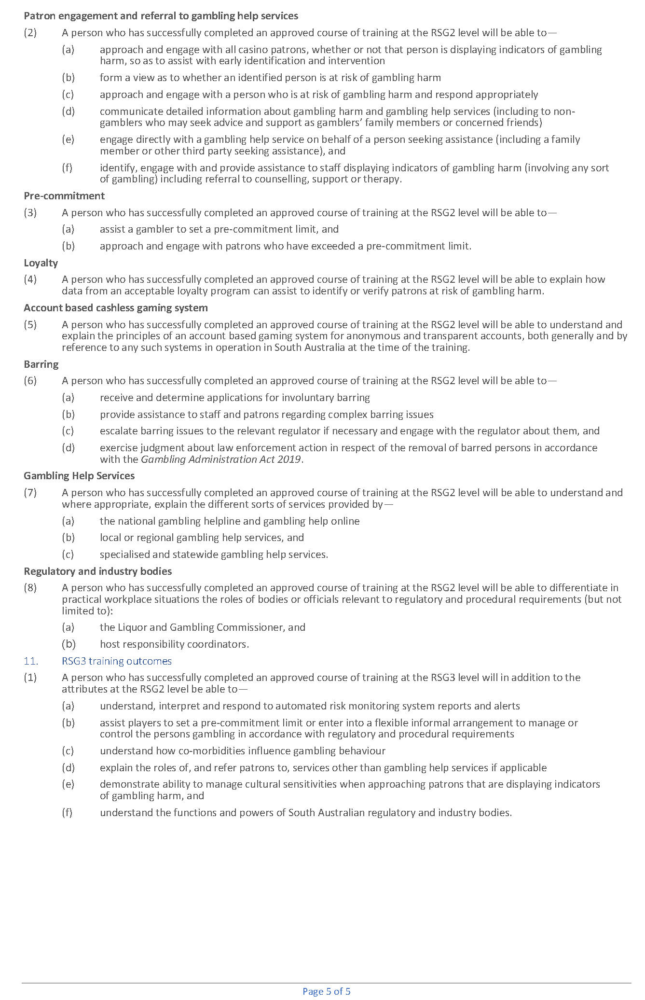 Patron engagement and referral to gambling help services
(2) A person who has successfully completed an approved course of training at the RSG2 level will be able to—
(a) approach and engage with all casino patrons, whether or not that person is displaying indicators of gambling
harm, so as to assist with early identification and intervention
(b) form a view as to whether an identified person is at risk of gambling harm
(c) approach and engage with a person who is at risk of gambling harm and respond appropriately
(d) communicate detailed information about gambling harm and gambling help services (including to non-
gamblers who may seek advice and support as gamblers’ family members or concerned friends)
(e) engage directly with a gambling help service on behalf of a person seeking assistance (including a family
member or other third party seeking assistance), and
(f) identify, engage with and provide assistance to staff displaying indicators of gambling harm (involving any sort
of gambling) including referral to counselling, support or therapy.
Pre-commitment
(3) A person who has successfully completed an approved course of training at the RSG2 level will be able to—
(a) assist a gambler to set a pre-commitment limit, and
(b) approach and engage with patrons who have exceeded a pre-commitment limit.
Loyalty
(4) A person who has successfully completed an approved course of training at the RSG2 level will be able to explain how
data from an acceptable loyalty program can assist to identify or verify patrons at risk of gambling harm.
Account based cashless gaming system
(5) A person who has successfully completed an approved course of training at the RSG2 level will be able to understand and
explain the principles of an account based gaming system for anonymous and transparent accounts, both generally and by
reference to any such systems in operation in South Australia at the time of the training.
Barring
(6) A person who has successfully completed an approved course of training at the RSG2 level will be able to—
(a) receive and determine applications for involuntary barring
(b) provide assistance to staff and patrons regarding complex barring issues
(c) escalate barring issues to the relevant regulator if necessary and engage with the regulator about them, and
(d) exercise judgment about law enforcement action in respect of the removal of barred persons in accordance
with the Gambling Administration Act 2019.
Gambling Help Services
(7) A person who has successfully completed an approved course of training at the RSG2 level will be able to understand and
where appropriate, explain the different sorts of services provided by—
(a) the national gambling helpline and gambling help online
(b) local or regional gambling help services, and
(c) specialised and statewide gambling help services.
Regulatory and industry bodies
(8) A person who has successfully completed an approved course of training at the RSG2 level will be able to differentiate in
practical workplace situations the roles of bodies or officials relevant to regulatory and procedural requirements (but not
limited to):
(a) the Liquor and Gambling Commissioner, and
(b) host responsibility coordinators.
11. RSG3 training outcomes
(1) A person who has successfully completed an approved course of training at the RSG3 level will in addition to the
attributes at the RSG2 level be able to—
(a) understand, interpret and respond to automated risk monitoring system reports and alerts
(b) assist players to set a pre-commitment limit or enter into a flexible informal arrangement to manage or
control the persons gambling in accordance with regulatory and procedural requirements
(c) understand how co-morbidities influence gambling behaviour
(d) explain the roles of, and refer patrons to, services other than gambling help services if applicable
(e) demonstrate ability to manage cultural sensitivities when approaching patrons that are displaying indicators
of gambling harm, and
(f) understand the functions and powers of South Australian regulatory and industry bodies.
Page 5 of 5